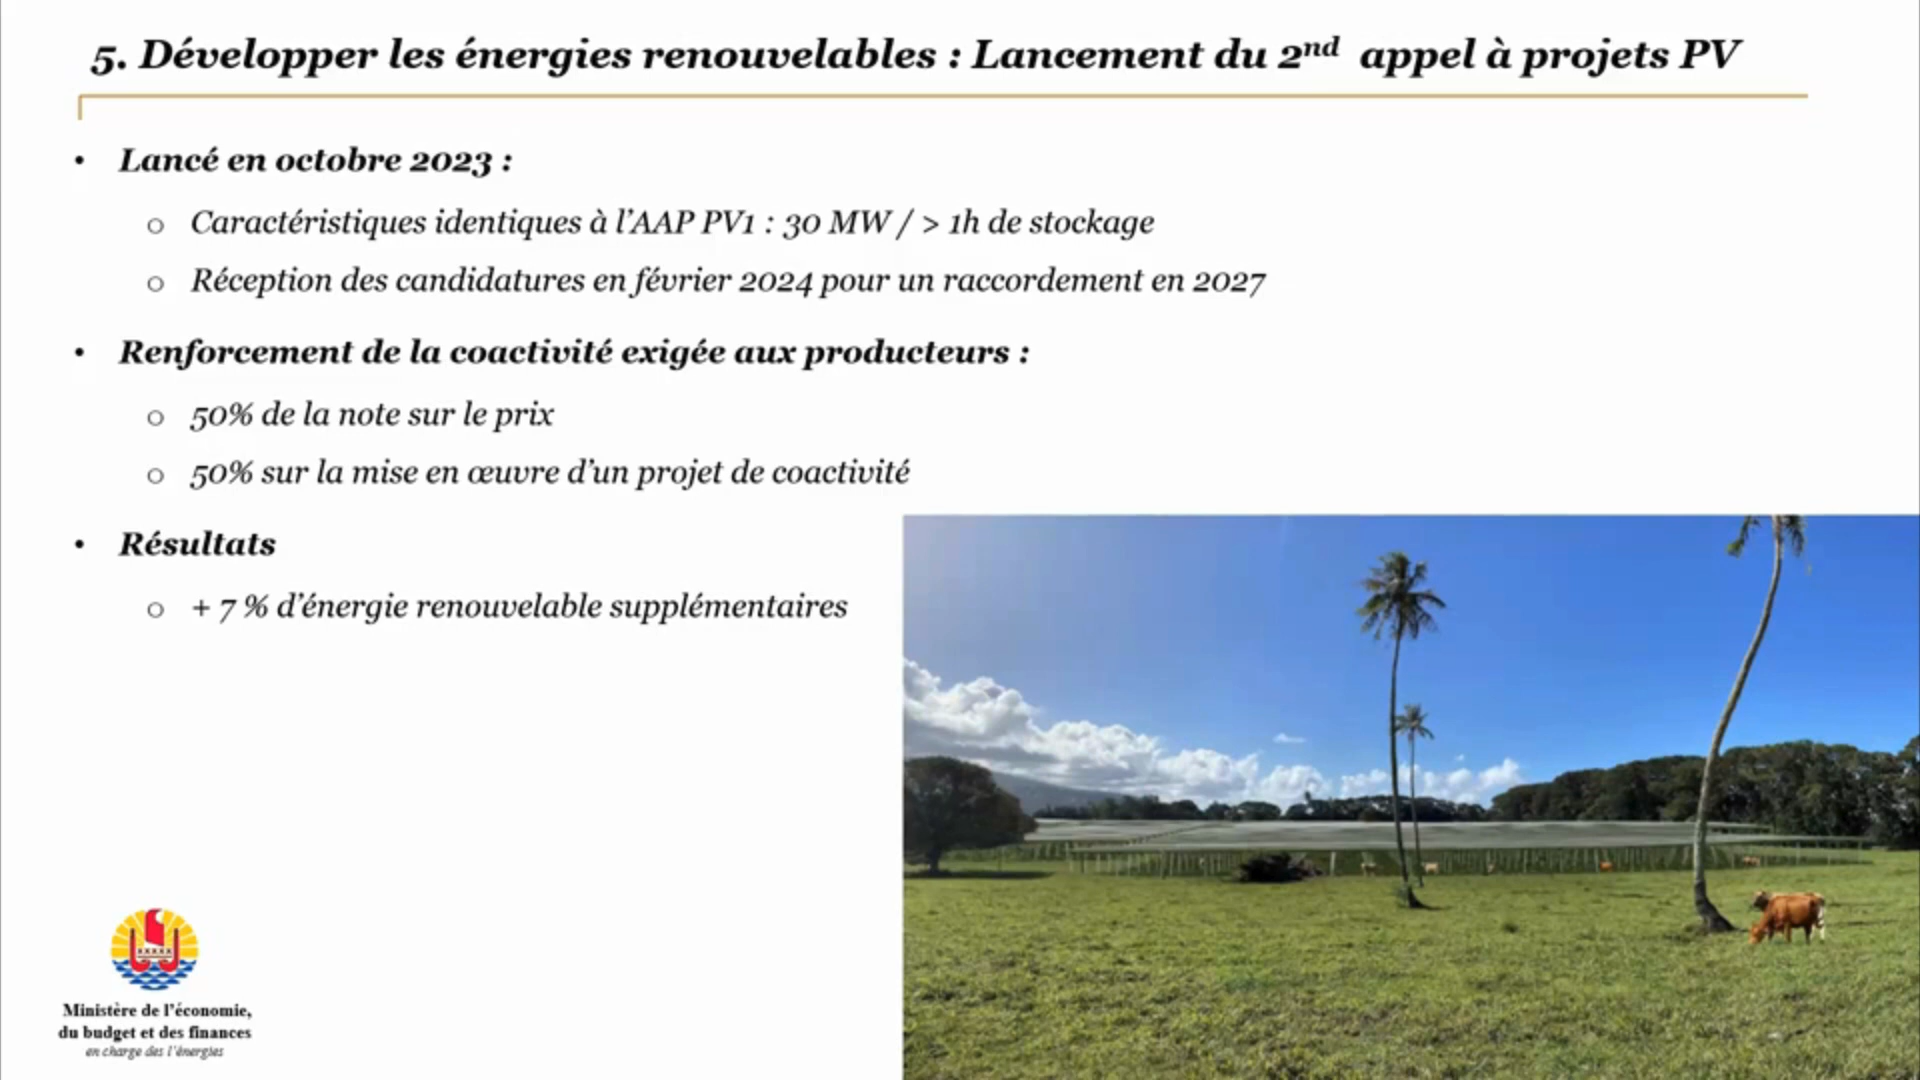 5. Développer les énergies renouvelables : Lancement du 2nd appel à projets PV
• Lancé en octobre 2023 :
o Caractéristiques identiques à l’AAP PV1 : 30 MW / > 1h de stockage
o Réception des candidatures en février 2024 pour un raccordement en 2027
• Renforcement de la coactivité exigée aux producteurs :
o 50% de la note sur le prix
o 50% sur la mise en œuvre d’un projet de coactivité
• Résultats
o + 7 % d’énergie renouvelable supplémentaires
Ministère de l’économie,
du budget et des finances
en charge des l’énergies